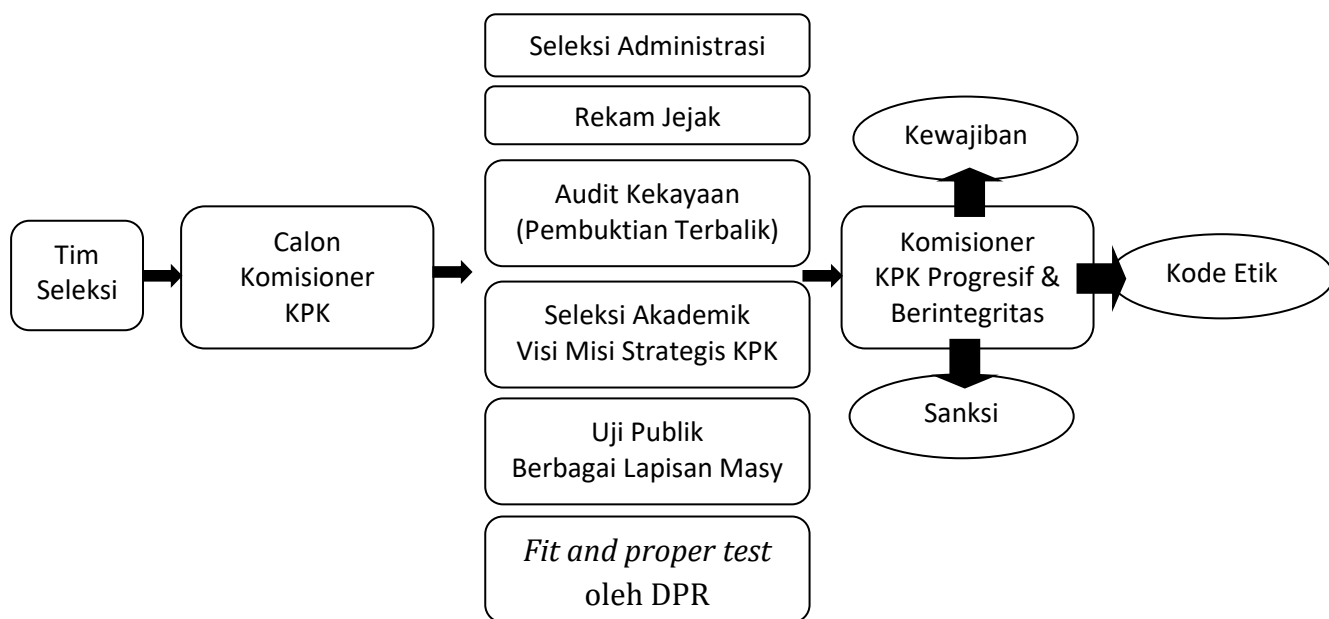 Tim
Seleksi
Calon
Komisioner
KPK
Seleksi Administrasi
Rekam Jejak
Audit Kekayaan
(Pembuktian Terbalik)
Seleksi Akademik
Visi Misi Strategis KPK
Uji Publik
Berbagai Lapisan Masy
Fit and proper test
oleh DPR
Kewajiban
Komisioner
KPK Progresif &
Berintegritas
Kode Etik
Sanksi